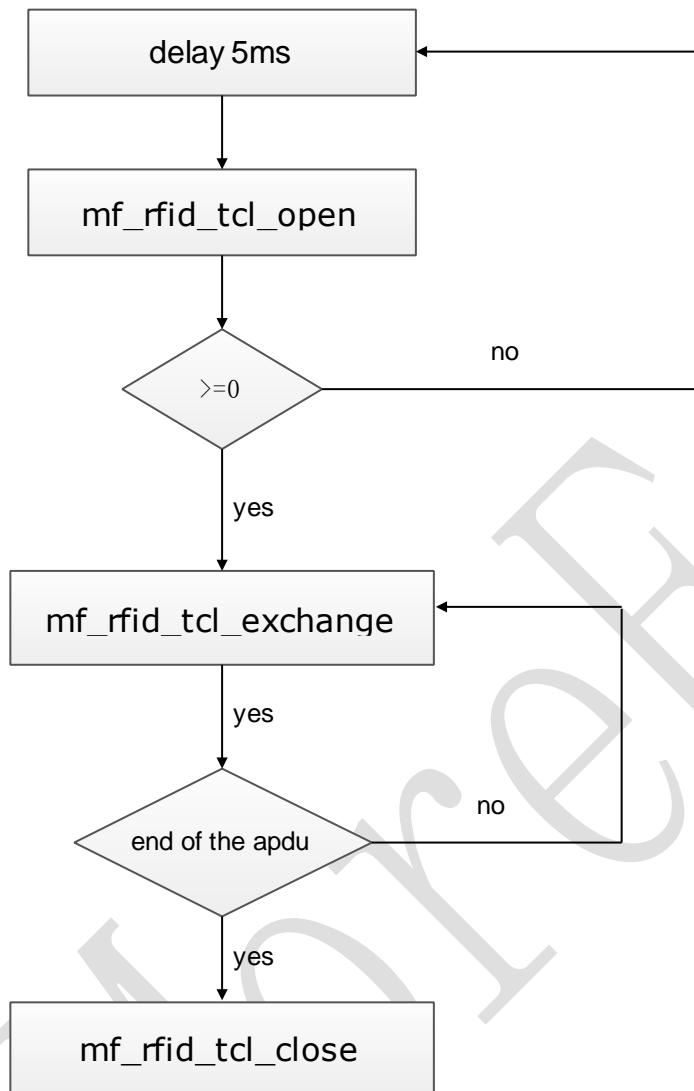 delay 5ms
mf_rfid_tcl_open
>=0
no
yes
mf_rfid_tcl_exchange
yes
end of the apdu
no
yes
mf_rfid_tcl_close